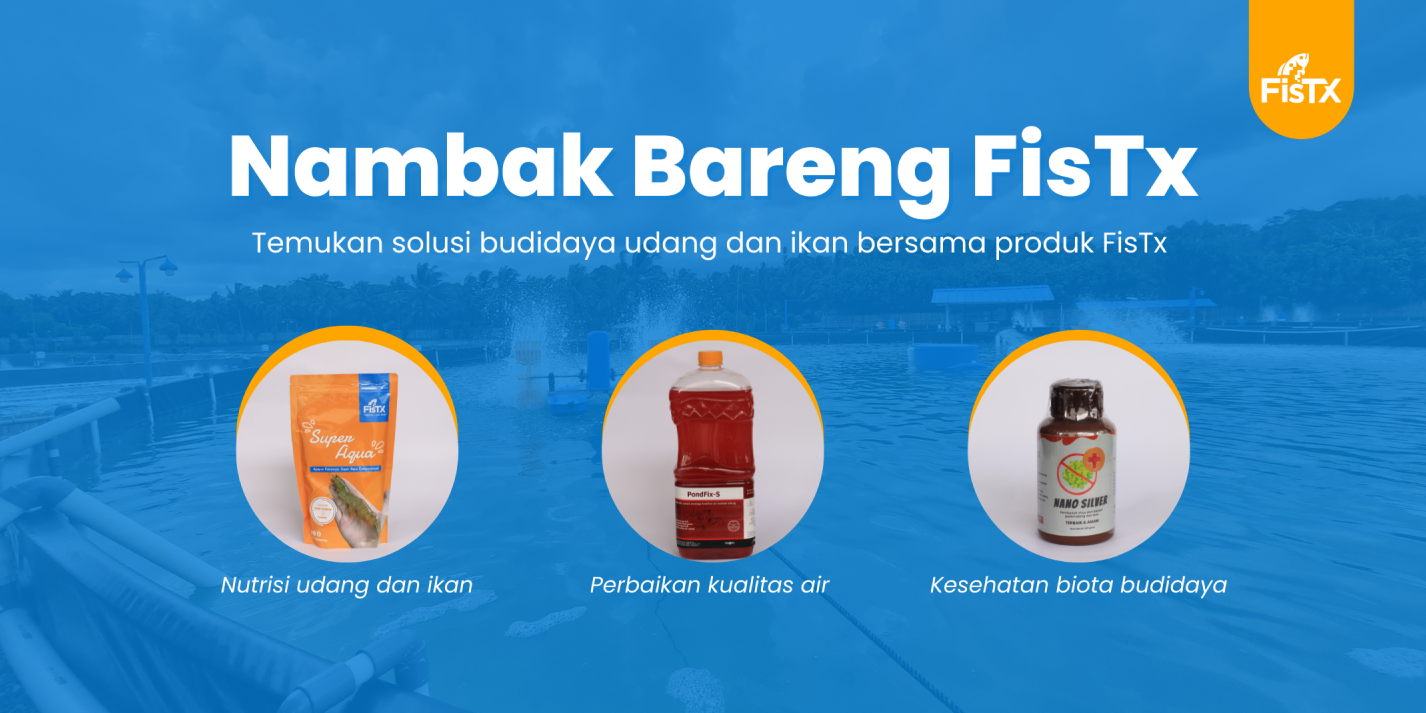 FisTx
Nambak Bareng FisTx
Temukan solusi budidaya udang dan ikan bersama produk FisTx
FisTx
Super
Aqua
PondFix-S
NANO SILVER
Nutrisi udang dan ikan
Perbaikan kualitas air
Kesehatan biota budidaya